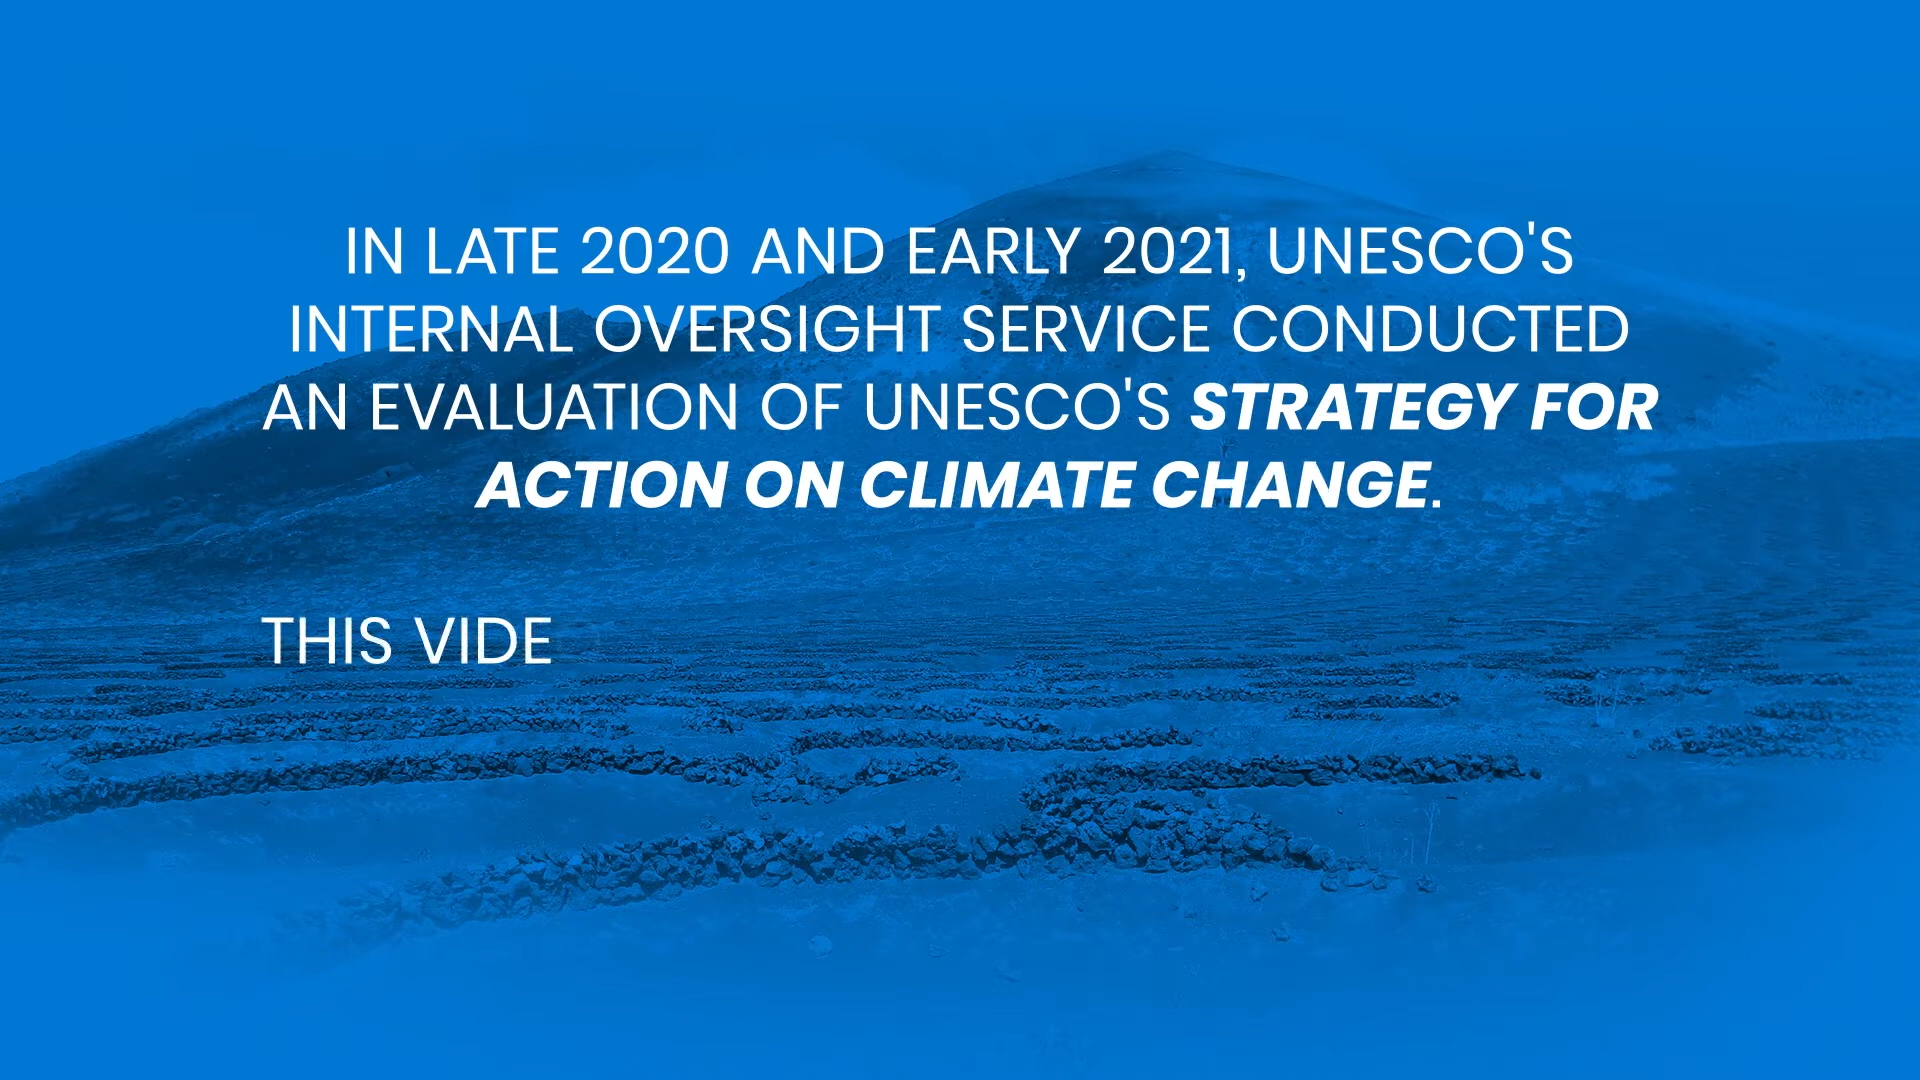 IN LATE 2020 AND EARLY 2021, UNESCO'S
INTERNAL OVERSIGHT SERVICE CONDUCTED
AN EVALUATION OF UNESCO'S STRATEGY FOR
ACTION ON CLIMATE CHANGE.
THIS VIDE